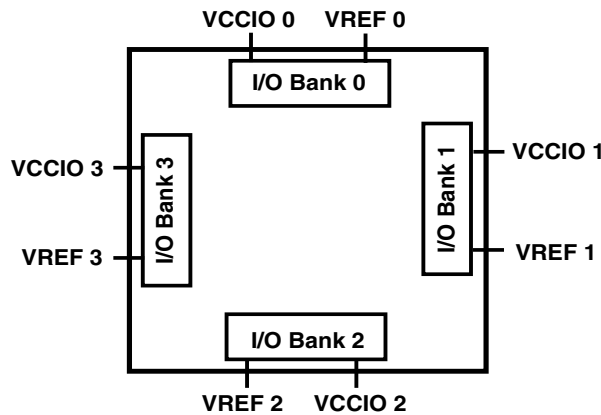 VCCIO 0 VREF 0
I/O Bank 0
VCCIO 3
VREF 3
I/O Bank 3
I/O Bank 1
VCCIO 1
VREF 1
I/O Bank 2
VREF 2 VCCIO 2